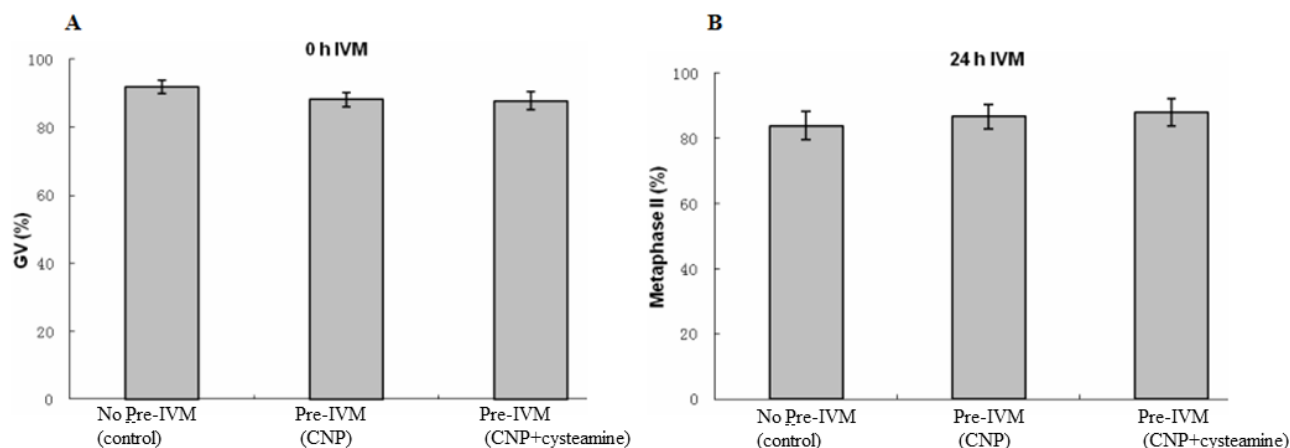 A
0 h IVM
100
80
60
40
20
0
GV (%)
No Pre-IVM
(control)
Pre-IVM
(CNP)
Pre-IVM
(CNP+cysteamine)
B
24 h IVM
100
80
60
40
20
0
Metaphase II (%)
No Pre-IVM
(control)
Pre-IVM
(CNP)
Pre-IVM
(CNP+cysteamine)